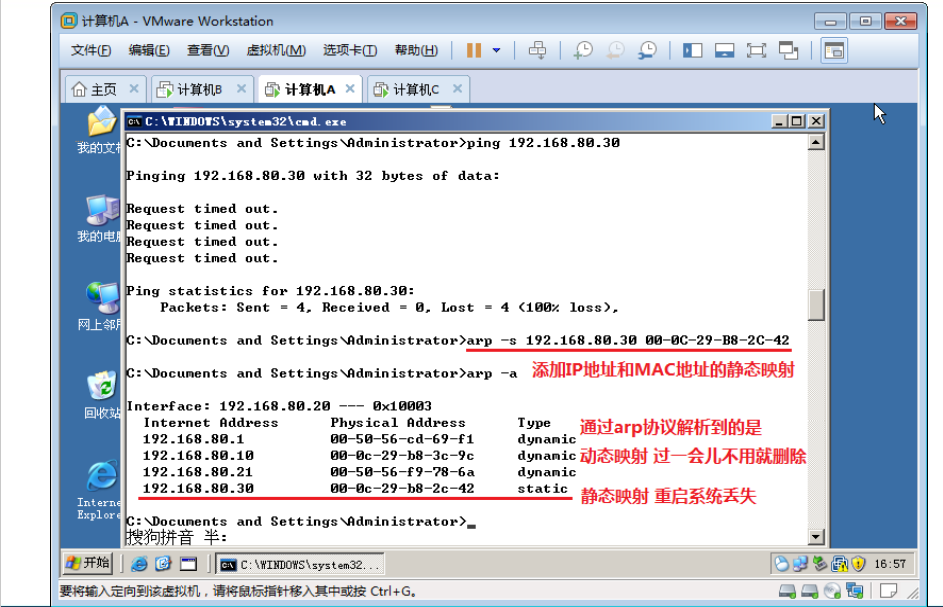 计算机A - VMware Workstation
文件(F) 编辑(E) 查看(V) 虚拟机(M) 选项卡(T) 帮助(H)
主页 计算机B 计算机A 计算机C
C:\WINDOWS\system32\cmd.exe
我的文档
C:\Documents and Settings\Administrator>ping 192.168.80.30
Pinging 192.168.80.30 with 32 bytes of data:
Request timed out.
Request timed out.
我的电脑
Request timed out.
Request timed out.
Ping statistics for 192.168.80.30:
Packets: Sent = 4, Received = 0, Lost = 4 (100% loss),
网上邻居
C:\Documents and Settings\Administrator>arp -s 192.168.80.30 00-0C-29-B8-2C-42
C:\Documents and Settings\Administrator>arp -a
添加IP地址和MAC地址的静态映射
回收站
Interface: 192.168.80.20 --- 0x10003
Internet Address Physical Address Type
192.168.80.1 00-50-56-cd-69-f1 dynamic
192.168.80.10 00-0c-29-b8-3c-9c dynamic
192.168.80.21 00-50-56-f9-78-6a dynamic
192.168.80.30 00-0c-29-b8-2c-42 static
通过arp协议解析到的是
动态映射 过一会儿不用就删除
静态映射 重启系统丢失
Interne
Explore
C:\Documents and Settings\Administrator>_
搜狗拼音 半:
开始 C:\WINDOWS\system32... 16:57
要将输入定向到该虚拟机，请将鼠标指针移入其中或按 Ctrl+G。